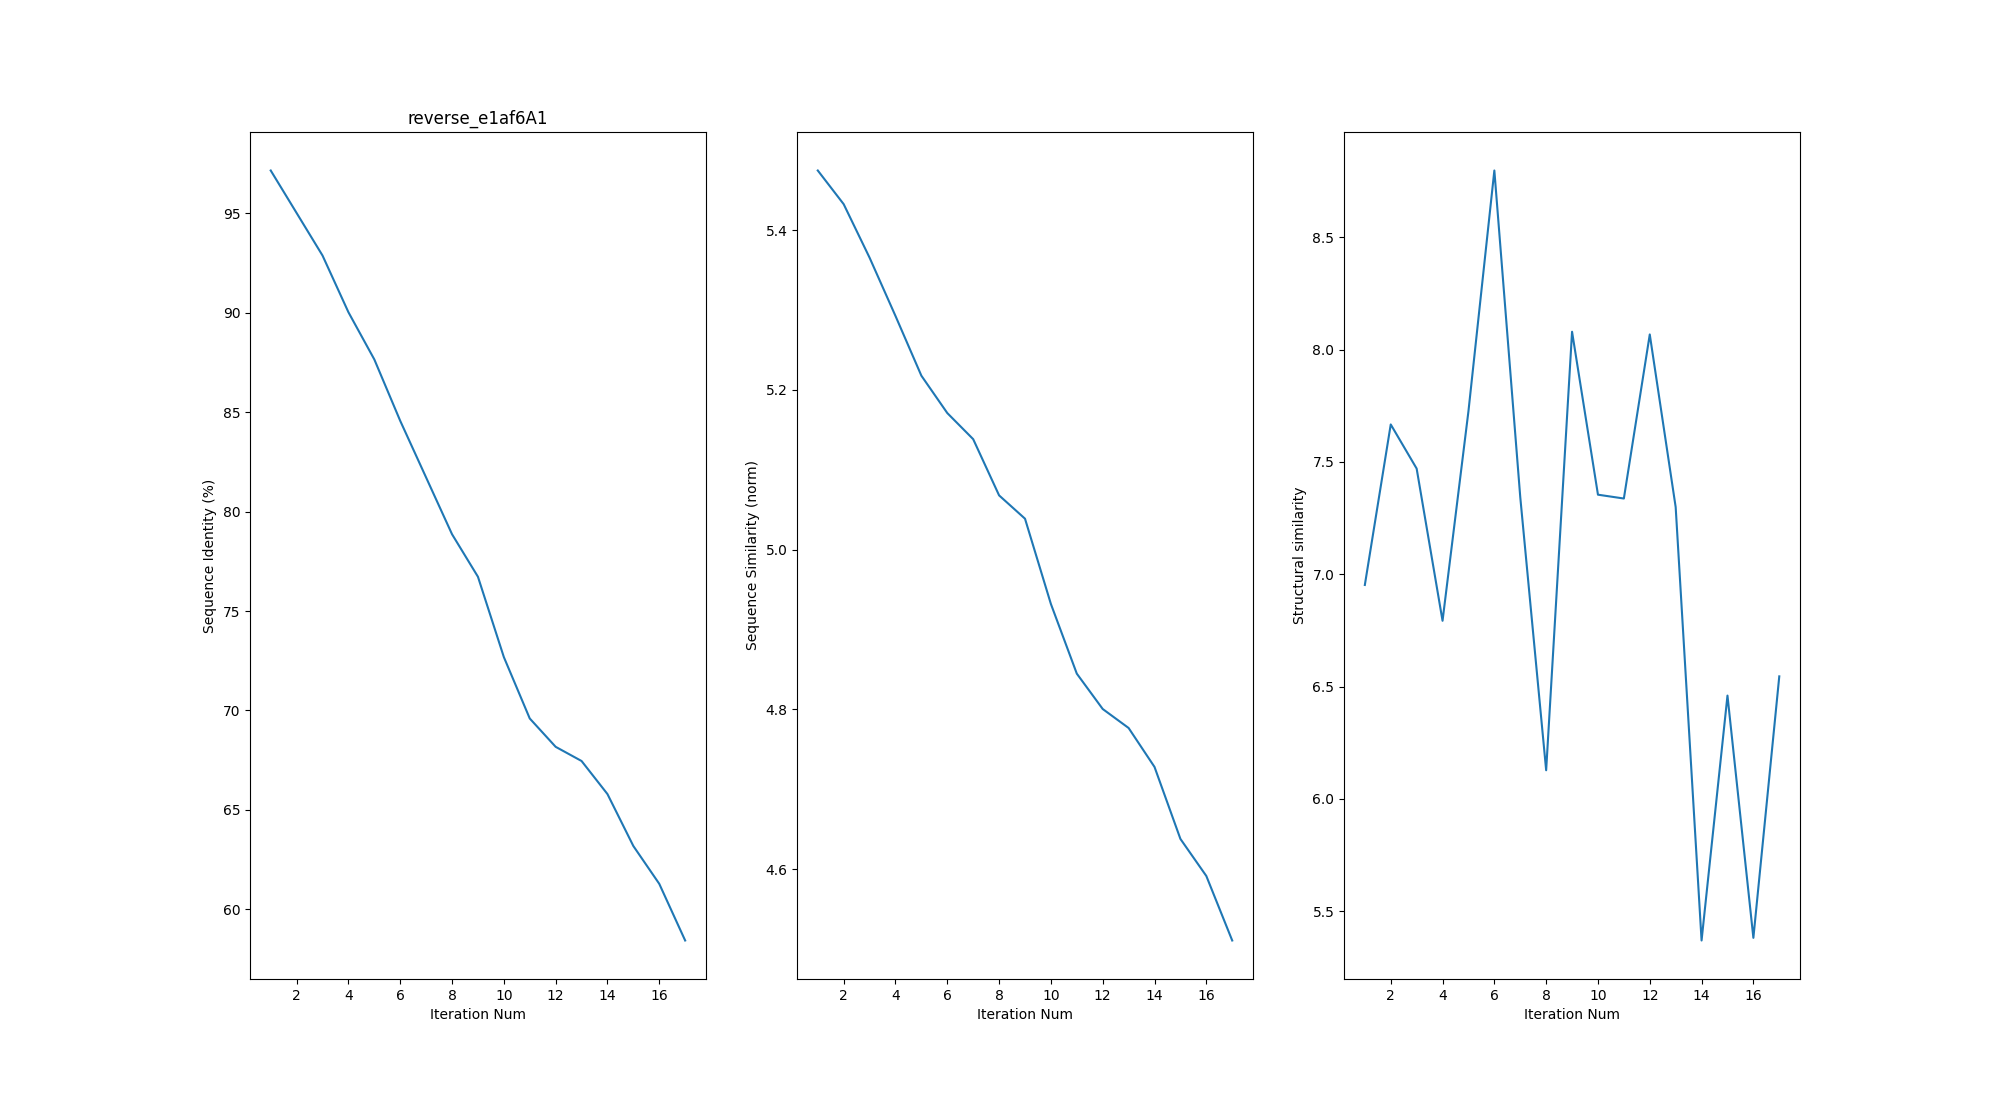 reverse_e1af6A1
Sequence Identity (%)
95
90
85
80
75
70
65
60
2 4 6 8 10 12 14 16
Iteration Num
Sequence Similarity (norm)
5.4
5.2
5.0
4.8
4.6
2 4 6 8 10 12 14 16
Iteration Num
Structural similarity
8.5
8.0
7.5
7.0
6.5
6.0
5.5
2 4 6 8 10 12 14 16
Iteration Num